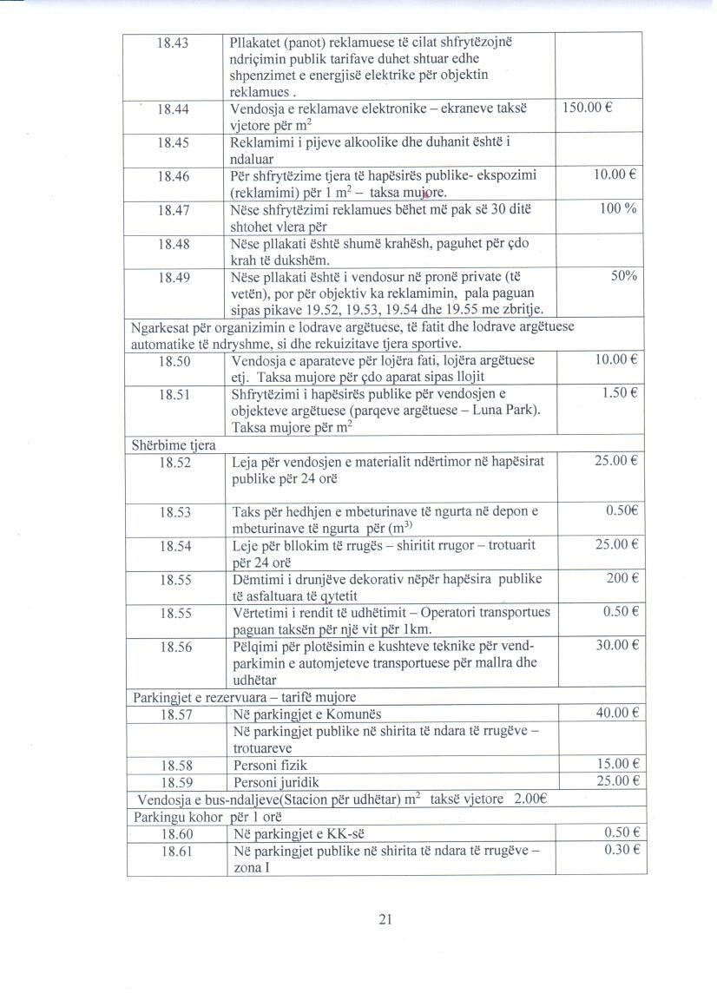 18.43 Pllakatet (panot) reklamuese të cilat shfrytëzojnë
ndriçimin publik tarifave duhet shtuar edhe
shpenzimet e energjisë elektrike për objektin
reklamues .
18.44 Vendosja e reklamave elektronike – ekraneve taksë 150.00 €
vjetore për m²
18.45 Reklamimi i pijeve alkoolike dhe duhanit është i
ndaluar
18.46 Për shfrytëzime tjera të hapësirës publike- ekspozimi 10.00 €
(reklamimi) për 1 m² – taksa mujore.
18.47 Nëse shfrytëzimi reklamues bëhet më pak së 30 ditë 100 %
shtohet vlera për
18.48 Nëse pllakati është shumë krahësh, paguhet për çdo
krah të dukshëm.
18.49 Nëse pllakati është i vendosur në pronë private (të 50%
vetën), por për objektiv ka reklamimin, pala paguan
sipas pikave 19.52, 19.53, 19.54 dhe 19.55 me zbritje.
Ngarkesat për organizimin e lodrave argëtuese, të fatit dhe lodrave argëtuese
automatike të ndryshme, si dhe rekuizitave tjera sportive.
18.50 Vendosja e aparateve për lojëra fati, lojëra argëtuese 10.00 €
etj. Taksa mujore për çdo aparat sipas llojit
18.51 Shfrytëzimi i hapësirës publike për vendosjen e 1.50 €
objekteve argëtuese (parqeve argëtuese – Luna Park).
Taksa mujore për m²
Shërbime tjera
18.52 Leja për vendosjen e materialit ndërtimor në hapësirat 25.00 €
publike për 24 orë
18.53 Taks për hedhjen e mbeturinave të ngurta në depon e 0.50€
mbeturinave të ngurta për (m³⁾
18.54 Leje për bllokim të rrugës – shiritit rrugor – trotuarit 25.00 €
për 24 orë
18.55 Dëmtimi i drunjëve dekorativ nëpër hapësira publike 200 €
të asfaltuara të qytetit
18.55 Vërtetimi i rendit të udhëtimit – Operatori transportues 0.50 €
paguan taksën për një vit për 1km.
18.56 Pëlqimi për plotësimin e kushteve teknike për vend- 30.00 €
parkimin e automjeteve transportuese për mallra dhe
udhëtar
Parkingjet e rezervuara – tarifë mujore
18.57 Në parkingjet e Komunës 40.00 €
Në parkingjet publike në shirita të ndara të rrugëve –
trotuareve
18.58 Personi fizik 15.00 €
18.59 Personi juridik 25.00 €
Vendosja e bus-ndaljeve(Stacion për udhëtar) m² taksë vjetore 2.00€
Parkingu kohor për 1 orë
18.60 Në parkingjet e KK-së 0.50 €
18.61 Në parkingjet publike në shirita të ndara të rrugëve – 0.30 €
zona I
21